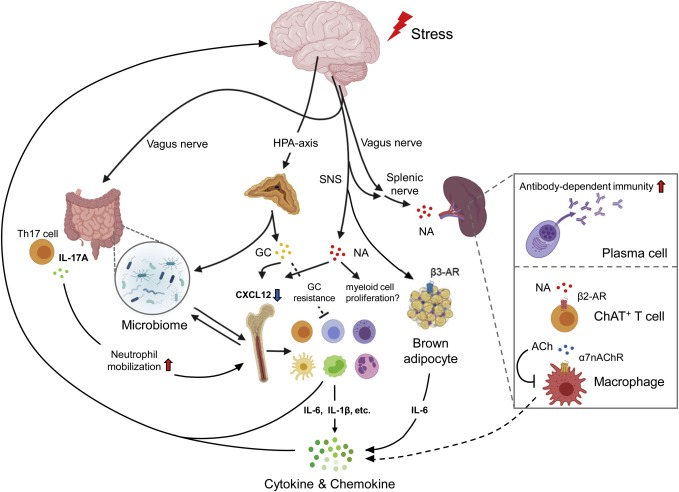 Stress
Vagus nerve
HPA-axis
Vagus nerve
SNS
Splenic
nerve
NA
Antibody-dependent immunity
Plasma cell
NA
β2-AR
ChAT⁺ T cell
ACh
α7nAChR
Macrophage
Th17 cell
IL-17A
Microbiome
GC
NA
CXCL12
GC
resistance
myeloid cell
proliferation?
β3-AR
Brown
adipocyte
Neutrophil
mobilization
IL-6, IL-1β, etc.
IL-6
Cytokine & Chemokine